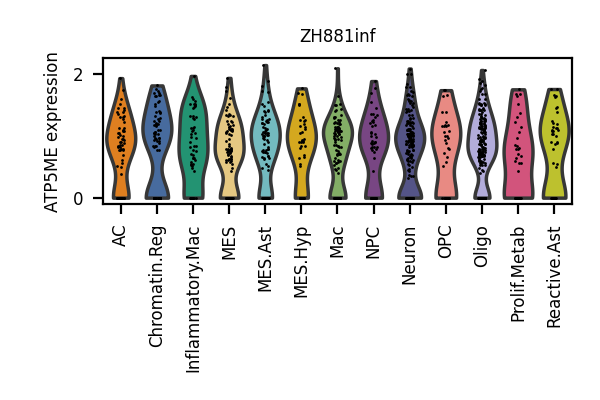 ZH881inf
ATP5ME expression
2
0
AC
Chromatin.Reg
Inflammatory.Mac
MES
MES.Ast
MES.Hyp
Mac
NPC
Neuron
OPC
Oligo
Prolif.Metab
Reactive.Ast